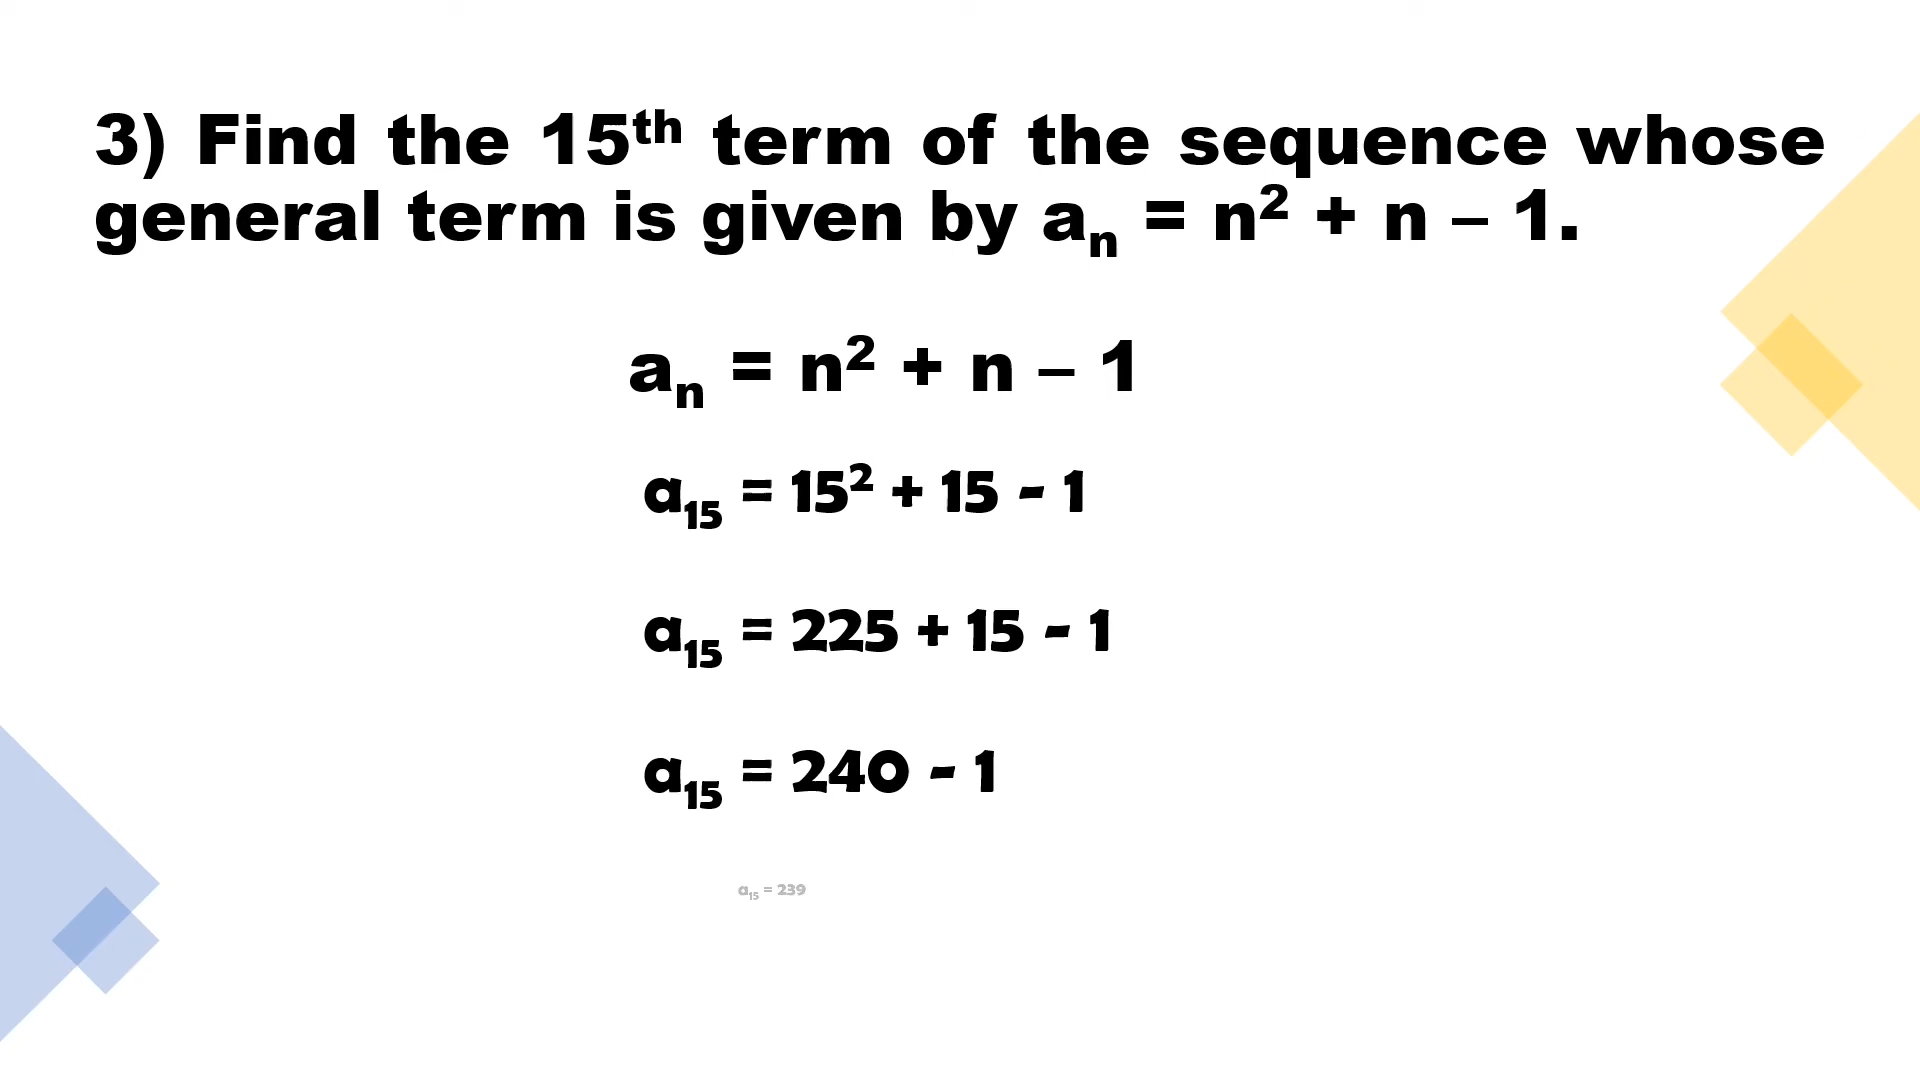 3) Find the 15th term of the sequence whose
general term is given by aₙ = n² + n – 1.
aₙ = n² + n – 1
a₁₅ = 15² + 15 - 1
a₁₅ = 225 + 15 - 1
a₁₅ = 240 - 1
a₁₅ = 239